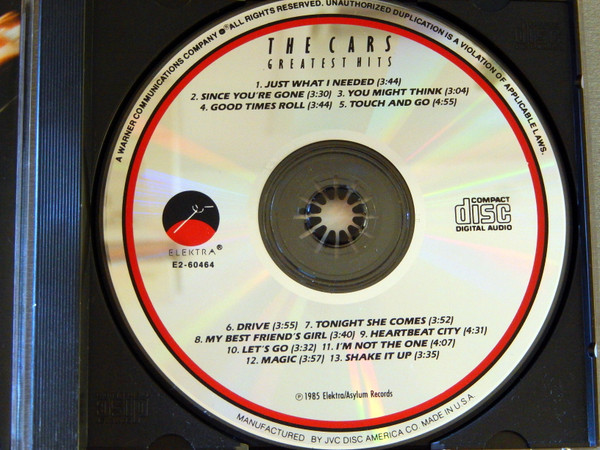 A WARNER COMMUNICATIONS COMPANY ℗®ALL RIGHTS RESERVED. UNAUTHORIZED DUPLICATION IS A VIOLATION OF APPLICABLE LAWS.
THE CARS
GREATEST HITS
1. JUST WHAT I NEEDED (3:44)
2. SINCE YOU'RE GONE (3:30) 3. YOU MIGHT THINK (3:04)
4. GOOD TIMES ROLL (3:44) 5. TOUCH AND GO (4:55)
ELEKTRA®
E2-60464
COMPACT
disc
DIGITAL AUDIO
6. DRIVE (3:55) 7. TONIGHT SHE COMES (3:52)
8. MY BEST FRIEND'S GIRL (3:40) 9. HEARTBEAT CITY (4:31)
10. LET'S GO (3:32) 11. I'M NOT THE ONE (4:07)
12. MAGIC (3:57) 13. SHAKE IT UP (3:35)
℗ 1985 Elektra/Asylum Records
MANUFACTURED BY JVC DISC AMERICA CO. MADE IN U.S.A.